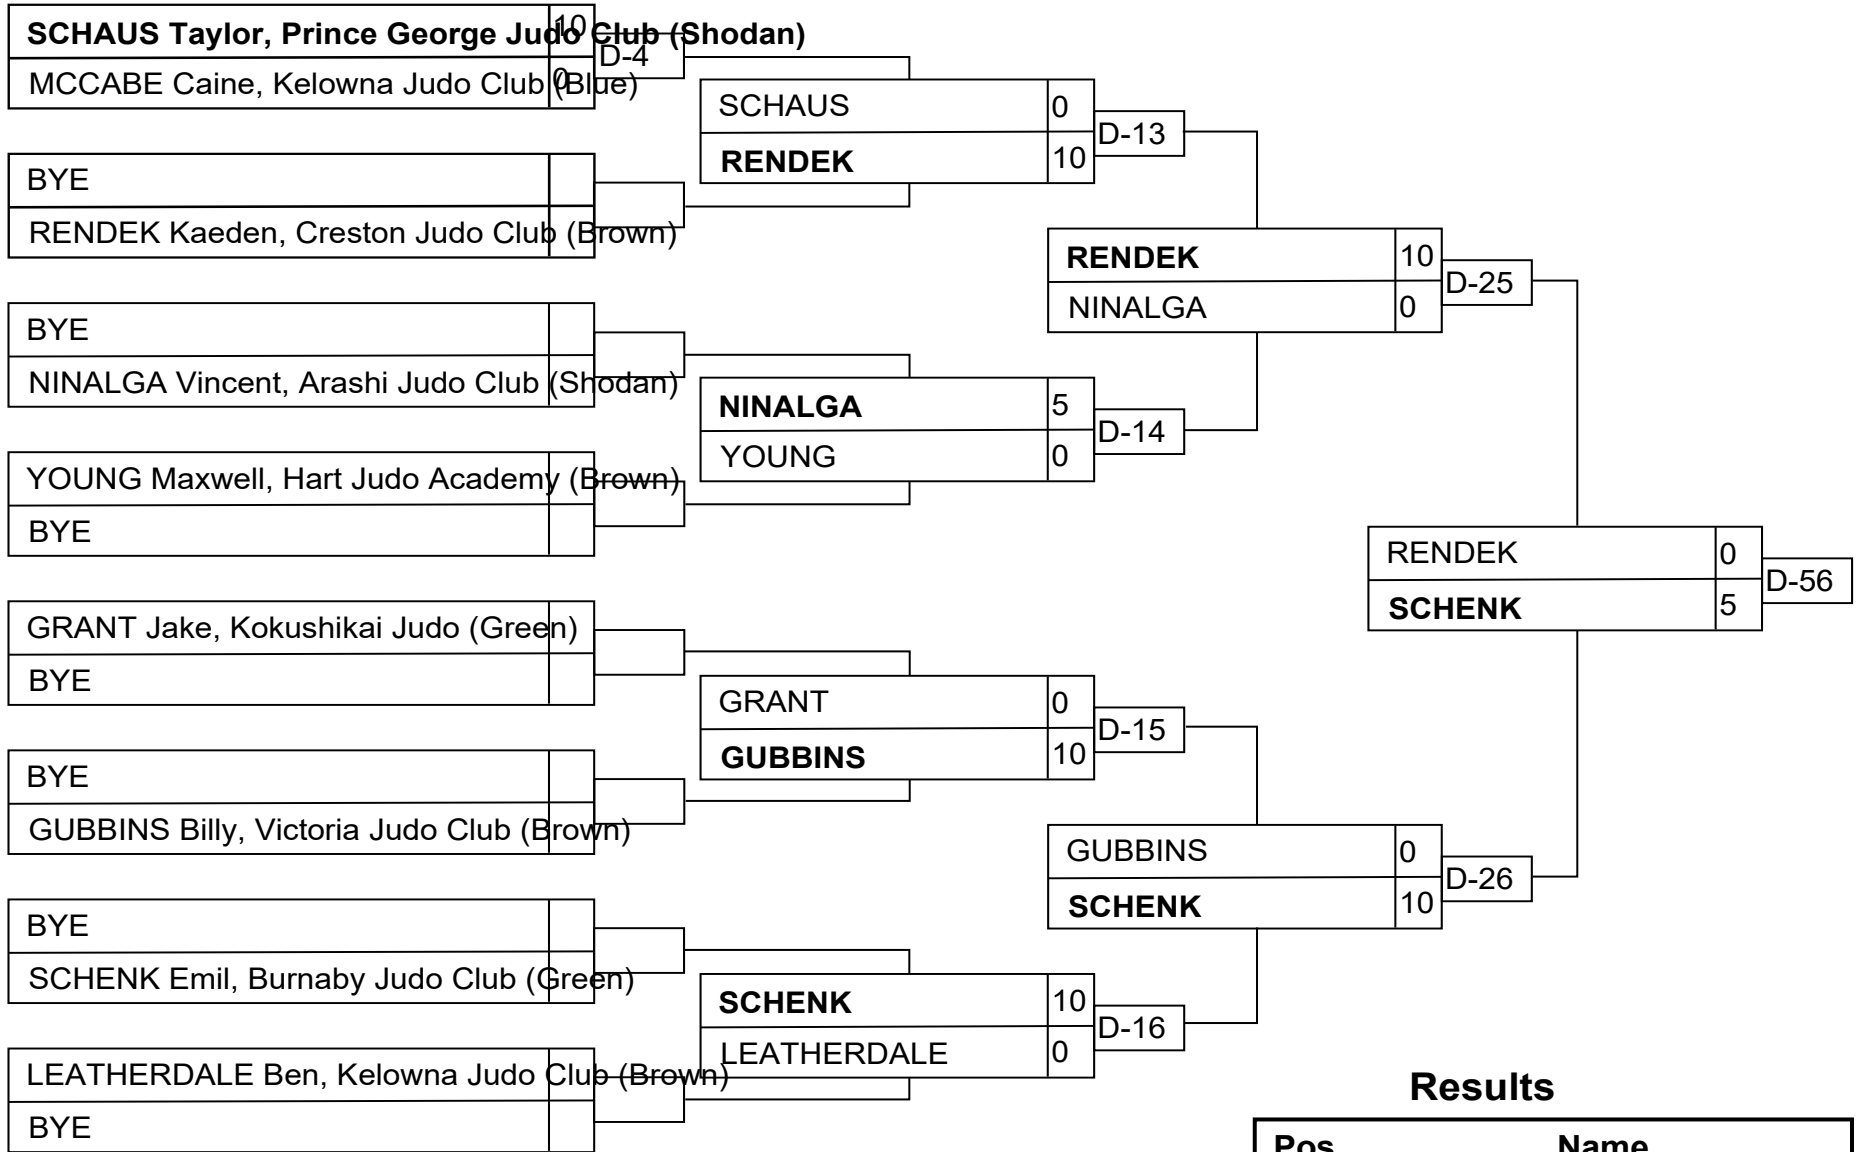 SCHAUS Taylor, Prince George Judo Club (Shodan)
10
MCCABE Caine, Kelowna Judo Club (Blue)
0
D-4
BYE
RENDEK Kaeden, Creston Judo Club (Brown)
BYE
NINALGA Vincent, Arashi Judo Club (Shodan)
YOUNG Maxwell, Hart Judo Academy (Brown)
BYE
GRANT Jake, Kokushikai Judo (Green)
BYE
BYE
GUBBINS Billy, Victoria Judo Club (Brown)
BYE
SCHENK Emil, Burnaby Judo Club (Green)
LEATHERDALE Ben, Kelowna Judo Club (Brown)
BYE
SCHAUS 0
RENDEK 10
D-13
NINALGA 5
YOUNG 0
D-14
GRANT 0
GUBBINS 10
D-15
SCHENK 10
LEATHERDALE 0
D-16
RENDEK 10
NINALGA 0
D-25
GUBBINS 0
SCHENK 10
D-26
RENDEK 0
SCHENK 5
D-56
Results
Pos Name